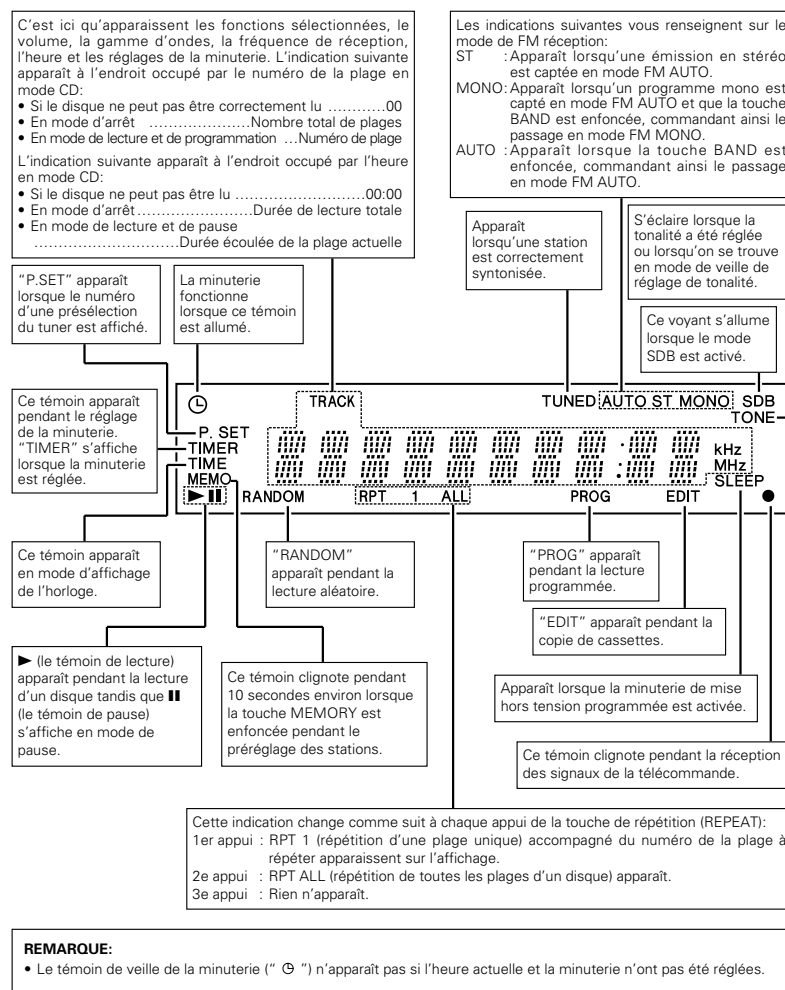 C'est ici qu'apparaissent les fonctions sélectionnées, le
volume, la gamme d'ondes, la fréquence de réception,
l'heure et les réglages de la minuterie. L'indication suivante
apparaît à l'endroit occupé par le numéro de la plage en
mode CD:
• Si le disque ne peut pas être correctement lu ............00
• En mode d'arrêt .....................Nombre total de plages
• En mode de lecture et de programmation ...Numéro de plage
L'indication suivante apparaît à l'endroit occupé par l'heure
en mode CD:
• Si le disque ne peut pas être lu ...........................00:00
• En mode d'arrêt........................Durée de lecture totale
• En mode de lecture et de pause
..............................Durée écoulée de la plage actuelle
Les indications suivantes vous renseignent sur le
mode de FM réception:
ST : Apparaît lorsqu'une émission en stéréo
est captée en mode FM AUTO.
MONO: Apparaît lorsqu'un programme mono est
capté en mode FM AUTO et que la touche
BAND est enfoncée, commandant ainsi le
passage en mode FM MONO.
AUTO : Apparaît lorsque la touche BAND est
enfoncée, commandant ainsi le passage
en mode FM AUTO.
Apparaît
lorsqu'une station
est correctement
syntonisée.
S'éclaire lorsque la
tonalité a été réglée
ou lorsqu'on se trouve
en mode de veille de
réglage de tonalité.
"P.SET" apparaît
lorsque le numéro
d'une présélection
du tuner est affiché.
La minuterie
fonctionne
lorsque ce témoin
est allumé.
Ce voyant s'allume
lorsque le mode
SDB est activé.
Ce témoin apparaît
pendant le réglage
de la minuterie.
"TIMER" s'affiche
lorsque la minuterie
est réglée.
TRACK
TUNED AUTO ST MONO SDB
TONE
P. SET
TIMER
TIME
MEMO
kHz
MHz
SLEEP
►II RANDOM RPT 1 ALL PROG EDIT ●
Ce témoin apparaît
en mode d'affichage
de l'horloge.
"RANDOM"
apparaît pendant la
lecture aléatoire.
"PROG" apparaît
pendant la lecture
programmée.
"EDIT" apparaît pendant la
copie de cassettes.
► (le témoin de lecture)
apparaît pendant la lecture
d'un disque tandis que II
(le témoin de pause)
s'affiche en mode de
pause.
Ce témoin clignote pendant
10 secondes environ lorsque
la touche MEMORY est
enfoncée pendant le
préréglage des stations.
Apparaît lorsque la minuterie de mise
hors tension programmée est activée.
Ce témoin clignote pendant la réception
des signaux de la télécommande.
Cette indication change comme suit à chaque appui de la touche de répétition (REPEAT):
1er appui : RPT 1 (répétition d'une plage unique) accompagné du numéro de la plage à
répéter apparaissent sur l'affichage.
2e appui : RPT ALL (répétition de toutes les plages d'un disque) apparaît.
3e appui : Rien n'apparaît.
REMARQUE:
• Le témoin de veille de la minuterie (" ⏲ ") n'apparaît pas si l'heure actuelle et la minuterie n'ont pas été réglées.